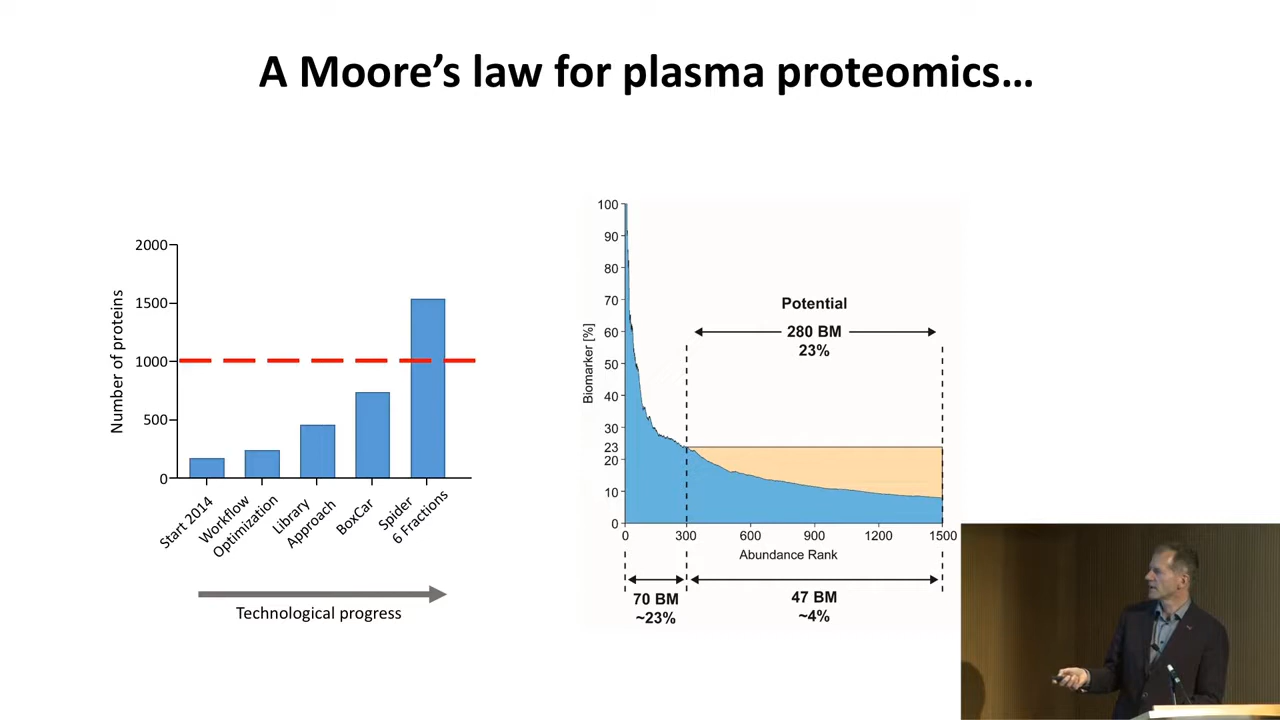 A Moore’s law for plasma proteomics…
2000
1500
1000
500
0
Number of proteins
Start 2014
Workflow
Optimization
Library
Approach
BoxCar
Spider
6 Fractions
Technological progress
100
90
80
70
60
50
40
30
23
20
10
0
Biomarker [%]
Potential
280 BM
23%
0
300
600
900
1200
1500
Abundance Rank
70 BM
~23%
47 BM
~4%